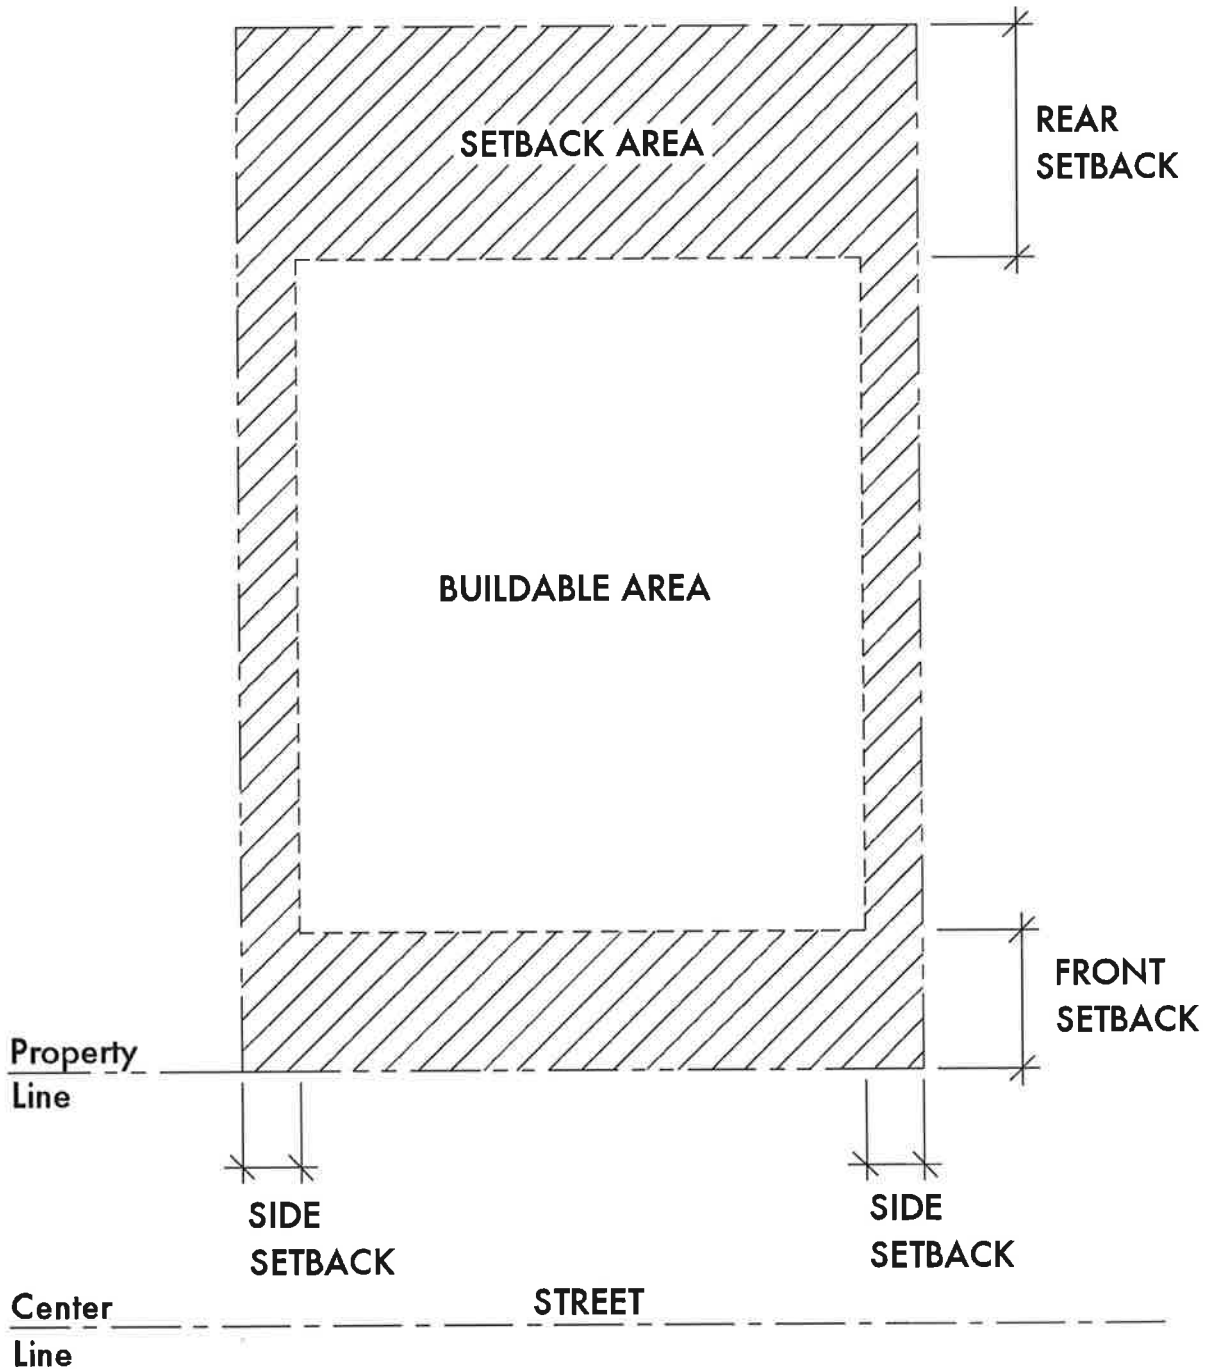 REAR
SETBACK
SETBACK AREA
BUILDABLE AREA
FRONT
SETBACK
Property
Line
SIDE
SETBACK
SIDE
SETBACK
STREET
Center
Line